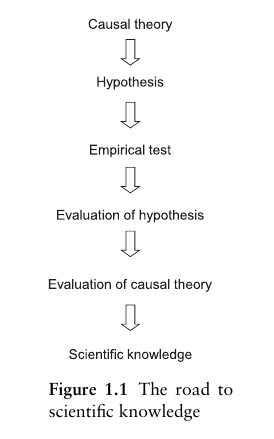 Causal theory
Hypothesis
Empirical test
Evaluation of hypothesis
Evaluation of causal theory
Scientific knowledge
Figure 1.1 The road to
scientific knowledge